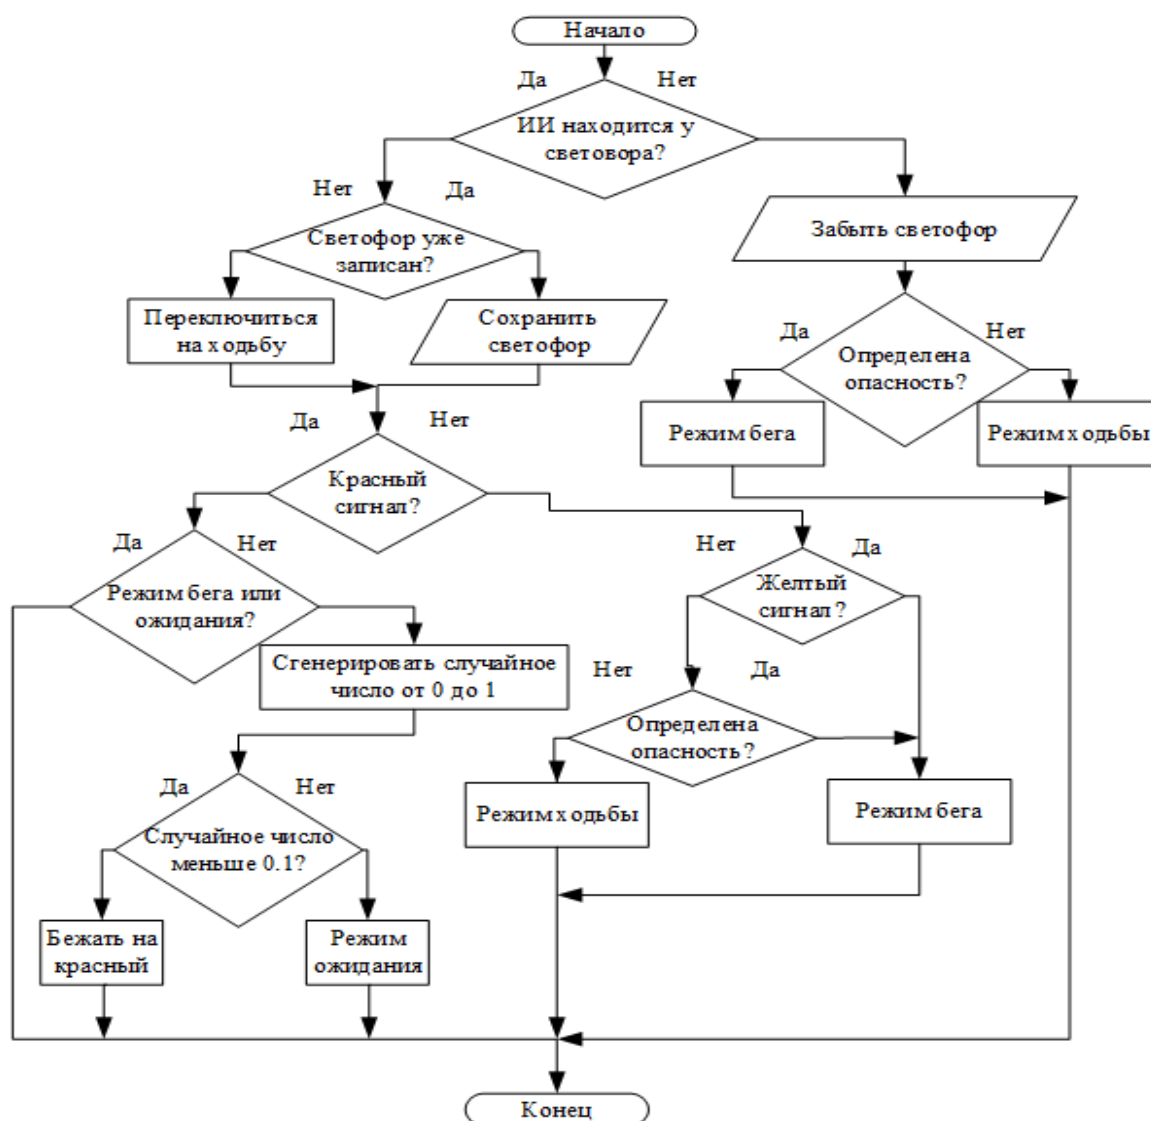 Начало
Да
Нет
ИИ находится у
световора?
Нет
Да
Светофор уже
записан?
Забыть светофор
Переключиться
на ходьбу
Сохранить
светофор
Да
Нет
Определена
опасность?
Режим бега
Режим ходьбы
Да
Нет
Красный
сигнал?
Да
Нет
Режим бега или
ожидания?
Нет
Да
Желтый
сигнал?
Сгенерировать случайное
число от 0 до 1
Нет
Да
Определена
опасность?
Да
Нет
Случайное число
меньше 0.1?
Режим ходьбы
Режим бега
Бежать на
красный
Режим
ожидания
Конец